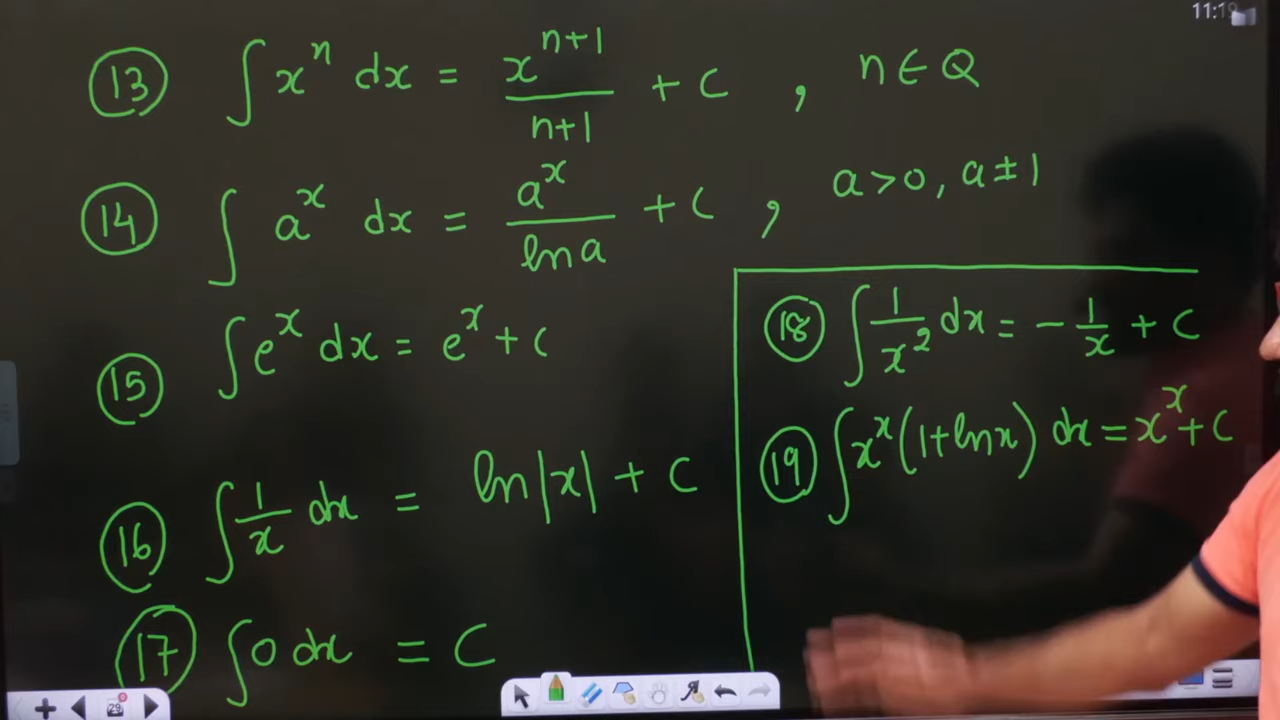 11:19
(13) ∫ xⁿ dx = xⁿ⁺¹/(n+1) + C , n ∈ Q
(14) ∫ aˣ dx = aˣ/ln a + C , a > 0, a ≠ 1
(15) ∫ eˣ dx = eˣ + C
(16) ∫ 1/x dx = ln|x| + C
(17) ∫ 0 dx = C
(18) ∫ 1/x² dx = - 1/x + C
(19) ∫ xˣ (1 + ln x) dx = xˣ + C
29